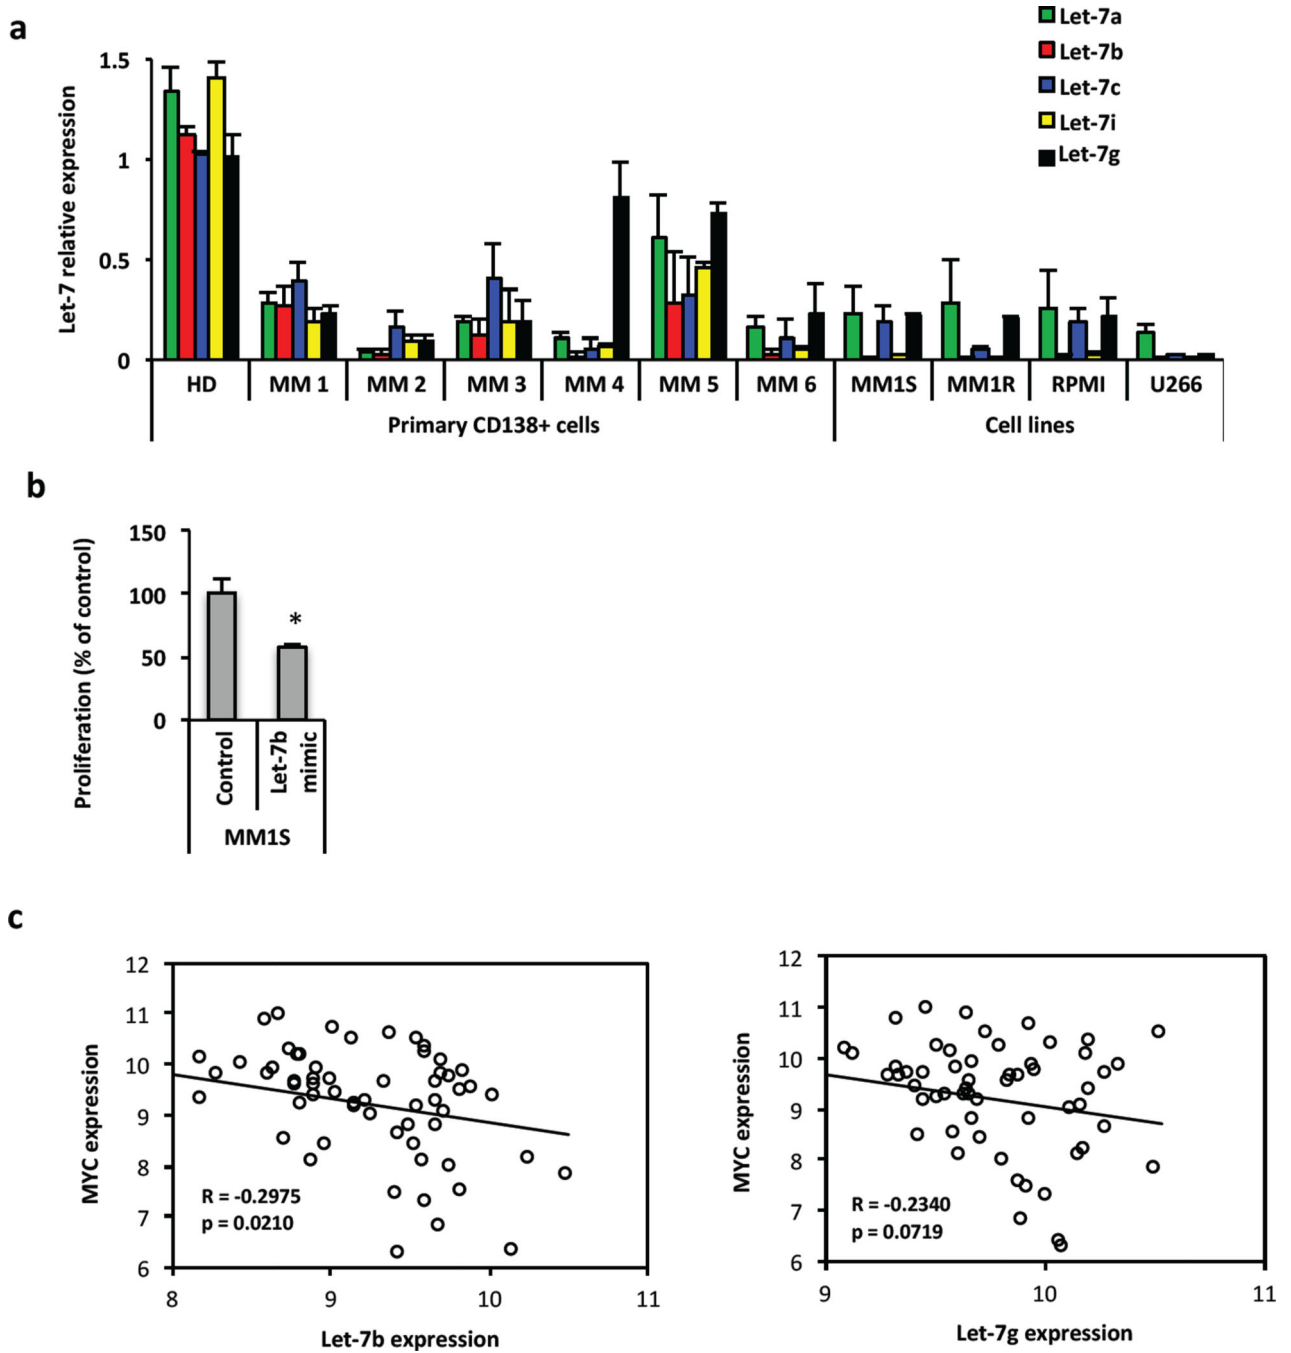 a
Let-7a
Let-7b
Let-7c
Let-7i
Let-7g
Let-7 relative expression
1.5
1
0.5
0
HD MM 1 MM 2 MM 3 MM 4 MM 5 MM 6 MM1S MM1R RPMI U266
Primary CD138+ cells Cell lines
b
Proliferation (% of control)
150
100
50
0
*
Control
Let-7b
mimic
MM1S
c
MYC expression
12
11
10
9
8
7
6
R = -0.2975
p = 0.0210
8 9 10 11
Let-7b expression
MYC expression
12
11
10
9
8
7
6
R = -0.2340
p = 0.0719
9 10 11
Let-7g expression